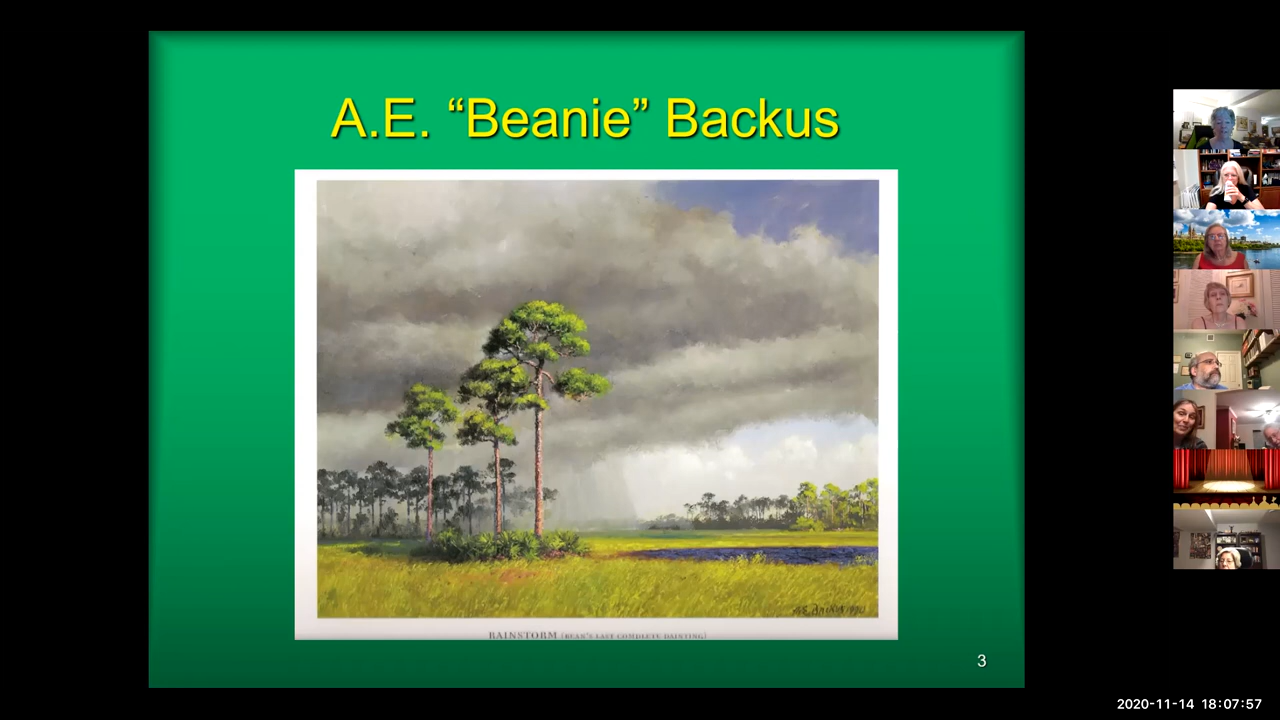 A.E. “Beanie” Backus
RAINSTORM (BEAN'S LAST COMPLETE PAINTING)
3
2020-11-14 18:07:57